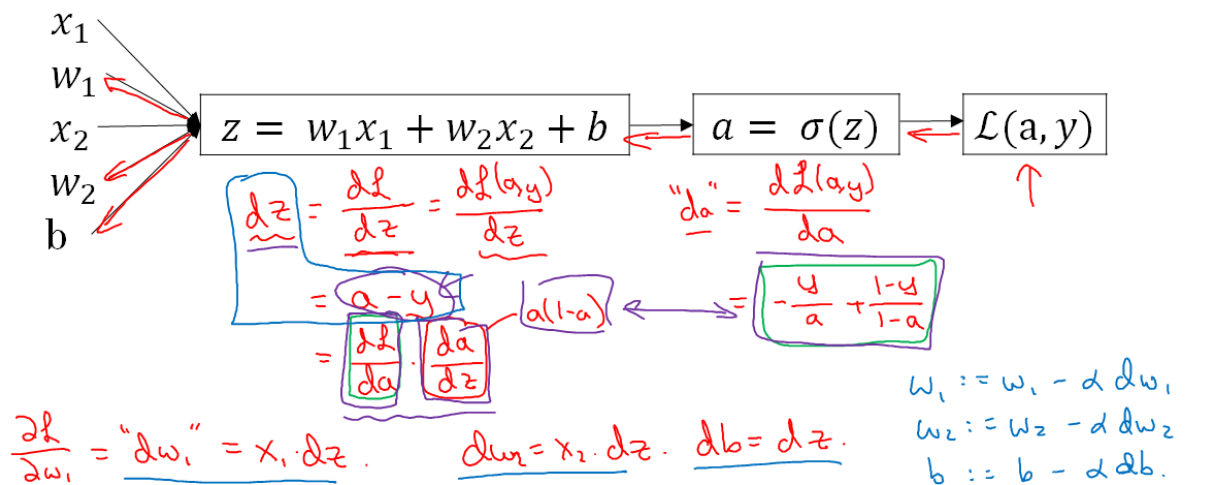 x₁
w₁
x₂
w₂
b
z = w₁x₁ + w₂x₂ + b
a = σ(z)
ℒ(a, y)
dz = dℒ/dz = dℒ(a,y)/dz
"da" = dℒ(a,y)/da
= a - y
a(1-a)
= -y/a + (1-y)/(1-a)
= dℒ/da · da/dz
∂ℒ/∂w₁ = "dw₁" = x₁·dz.
dw₂ = x₂·dz.
db = dz.
w₁ := w₁ - α dw₁
w₂ := w₂ - α dw₂
b := b - α db.